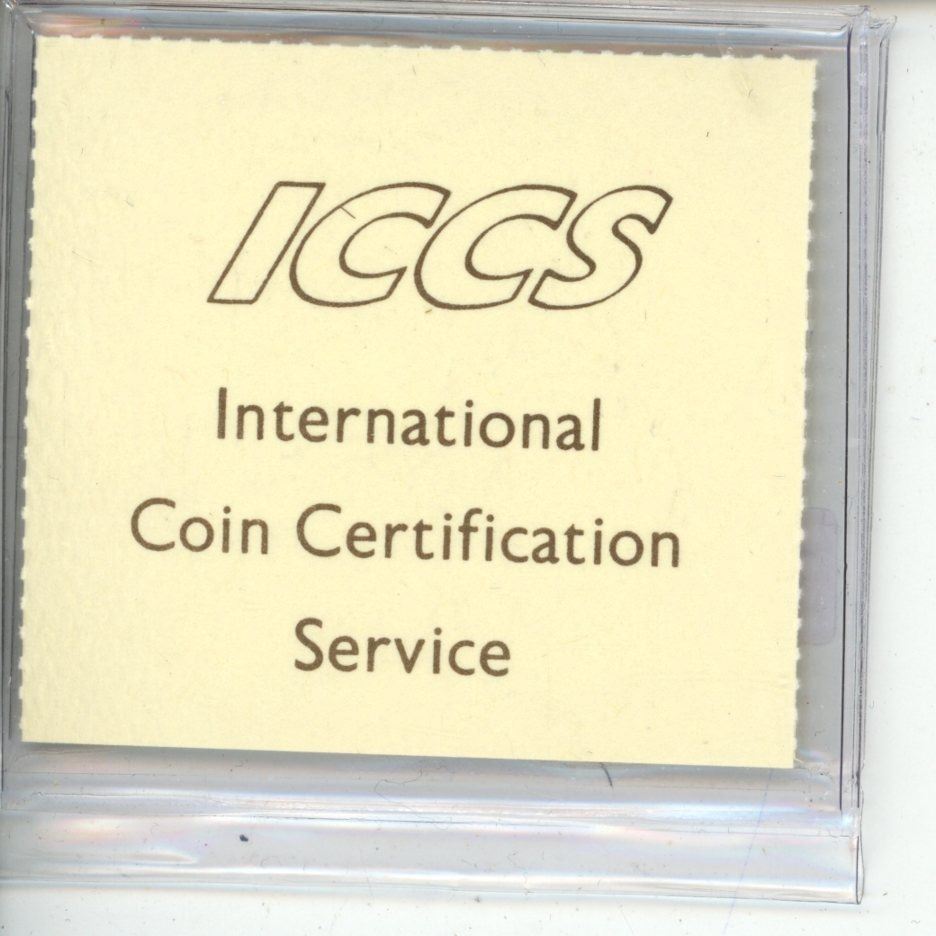 ICCS
International
Coin Certification
Service